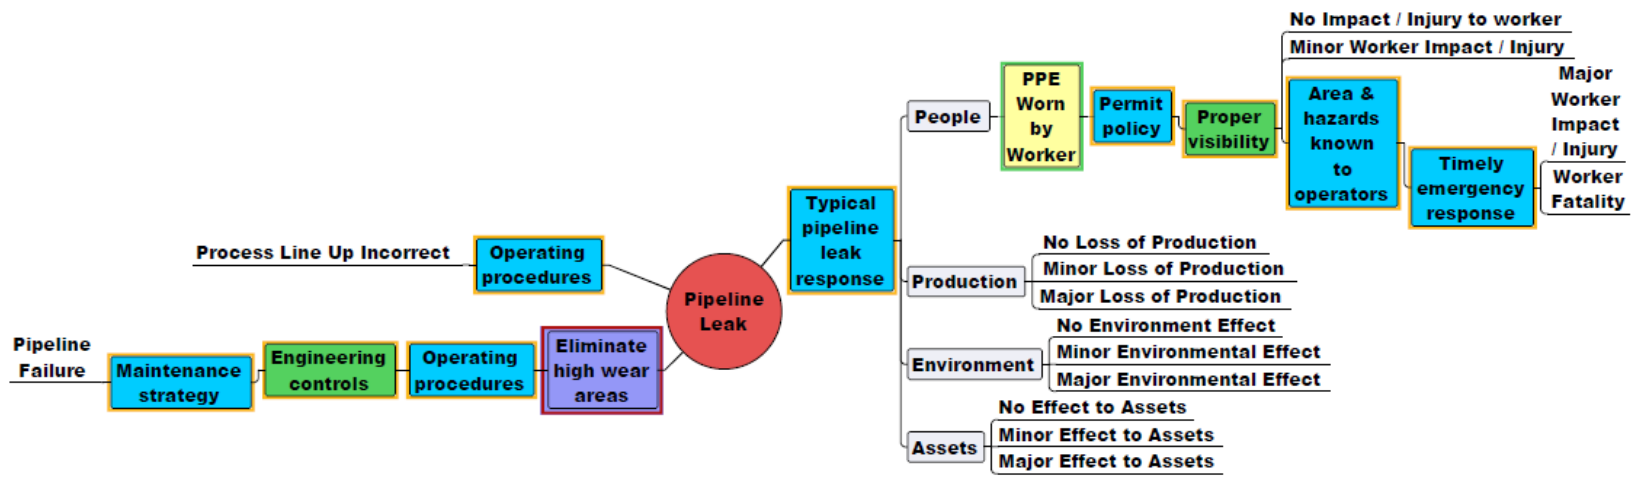 Process Line Up Incorrect
Operating
procedures
Pipeline
Failure
Maintenance
strategy
Engineering
controls
Operating
procedures
Eliminate
high wear
areas
Pipeline
Leak
Typical
pipeline
leak
response
People
PPE
Worn
by
Worker
Permit
policy
Proper
visibility
No Impact / Injury to worker
Minor Worker Impact / Injury
Area &
hazards
known
to
operators
Timely
emergency
response
Major
Worker
Impact
/ Injury
Worker
Fatality
Production
No Loss of Production
Minor Loss of Production
Major Loss of Production
Environment
No Environment Effect
Minor Environmental Effect
Major Environmental Effect
Assets
No Effect to Assets
Minor Effect to Assets
Major Effect to Assets